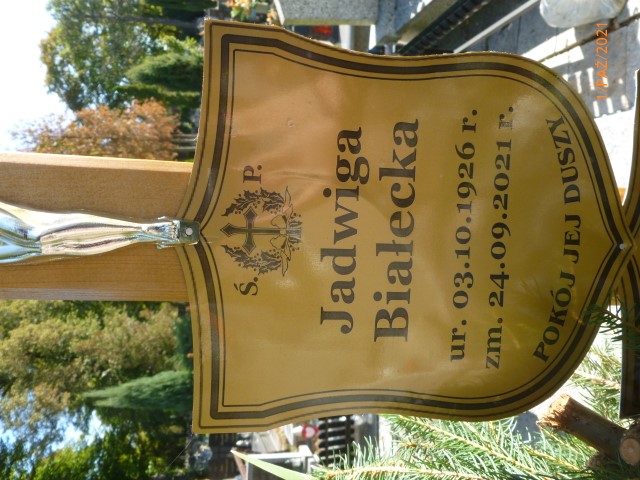 Ś. P.
Jadwiga
Białecka
ur. 03.10.1926 r.
zm. 24.09.2021 r.
POKÓJ JEJ DUSZY